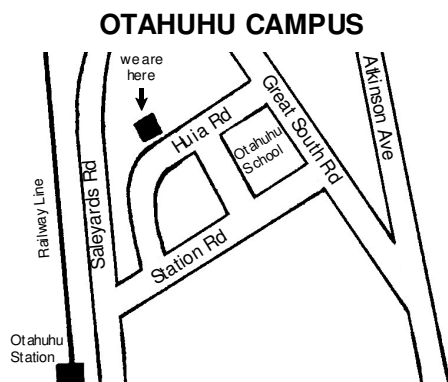 OTAHUHU CAMPUS
we are
here
Huia Rd
Great South Rd
Atkinson Ave
Otahuhu
School
Saleyards Rd
Railway Line
Station Rd
Otahuhu
Station